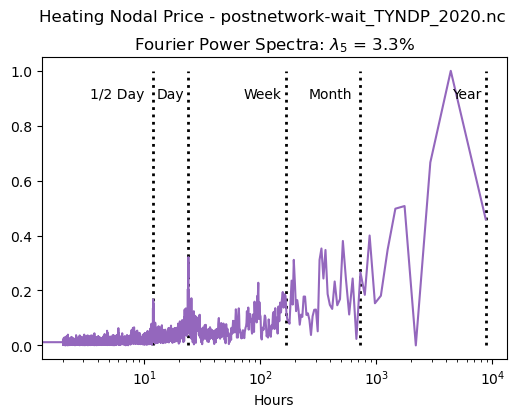 Heating Nodal Price - postnetwork-wait_TYNDP_2020.nc
Fourier Power Spectra: λ₅ = 3.3%
1/2 Day
Day
Week
Month
Year
1.0
0.8
0.6
0.4
0.2
0.0
10¹
10²
10³
10⁴
Hours